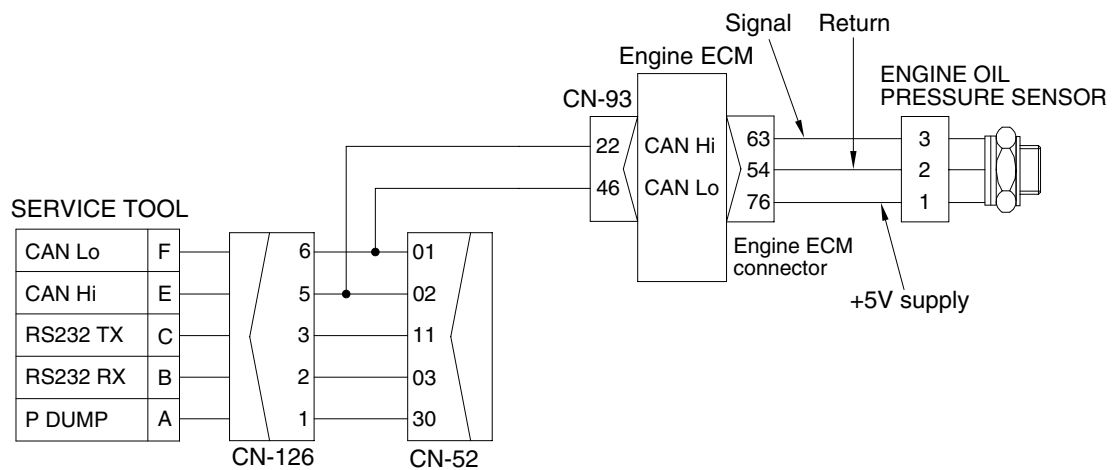 Signal Return
Engine ECM
ENGINE OIL
PRESSURE SENSOR
CN-93
22 CAN Hi 63 3
54 2
46 CAN Lo
76 1
Engine ECM
connector
+5V supply
SERVICE TOOL
CAN Lo F 6 01
CAN Hi E 5 02
RS232 TX C 3 11
RS232 RX B 2 03
P DUMP A 1 30
CN-126 CN-52